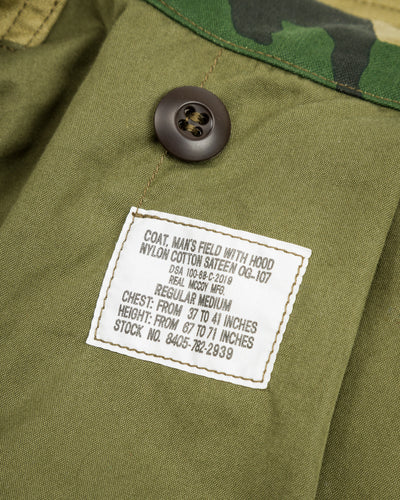 COAT, MAN'S FIELD WITH HOOD
NYLON COTTON SATEEN OG-107
DSA 100-68-C-2019
REAL MCCOY MFG.
REGULAR MEDIUM
CHEST: FROM 37 TO 41 INCHES
HEIGHT: FROM 67 TO 71 INCHES
STOCK NO. 8405-782-2939